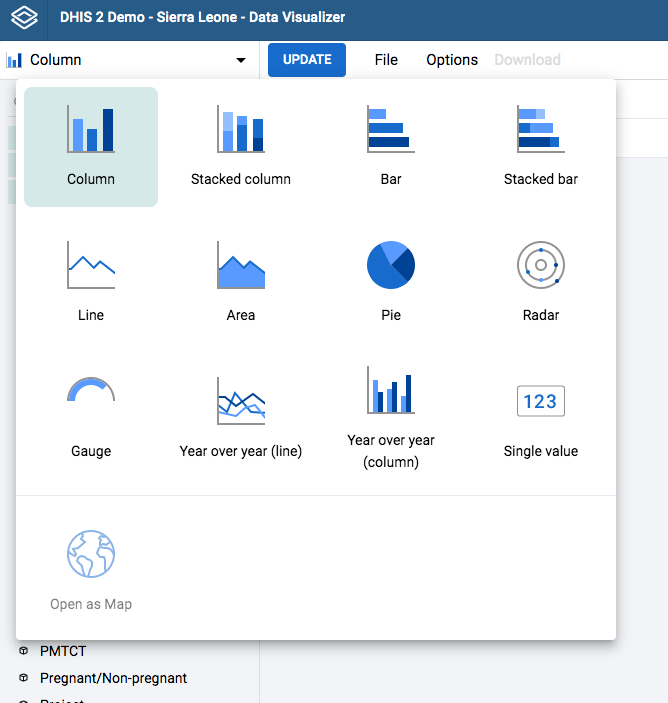 DHIS 2 Demo - Sierra Leone - Data Visualizer
Column
UPDATE
File
Options
Download
Column
Stacked column
Bar
Stacked bar
Line
Area
Pie
Radar
Gauge
Year over year (line)
Year over year
(column)
123
Single value
Open as Map
PMTCT
Pregnant/Non-pregnant
Project